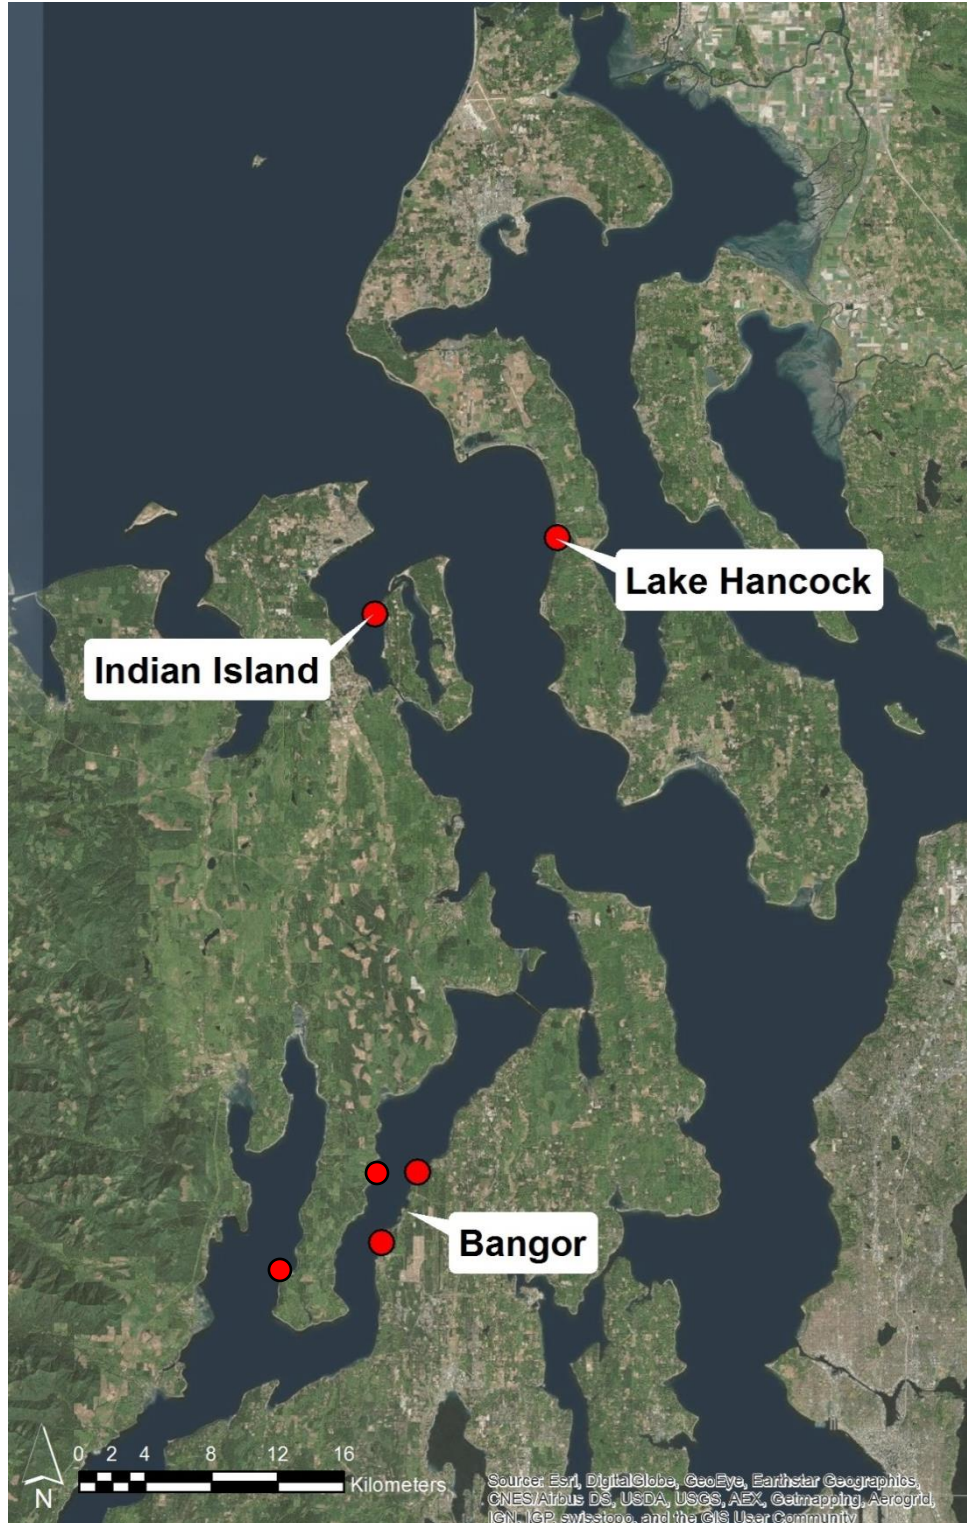 Lake Hancock
Indian Island
Bangor
0 2 4 8 12 16
Kilometers
N
Source: Esri, DigitalGlobe, GeoEye, Earthstar Geographics,
CNES/Airbus DS, USDA, USGS, AEX, Getmapping, Aerogrid,
IGN, IGP, swisstopo, and the GIS User Community